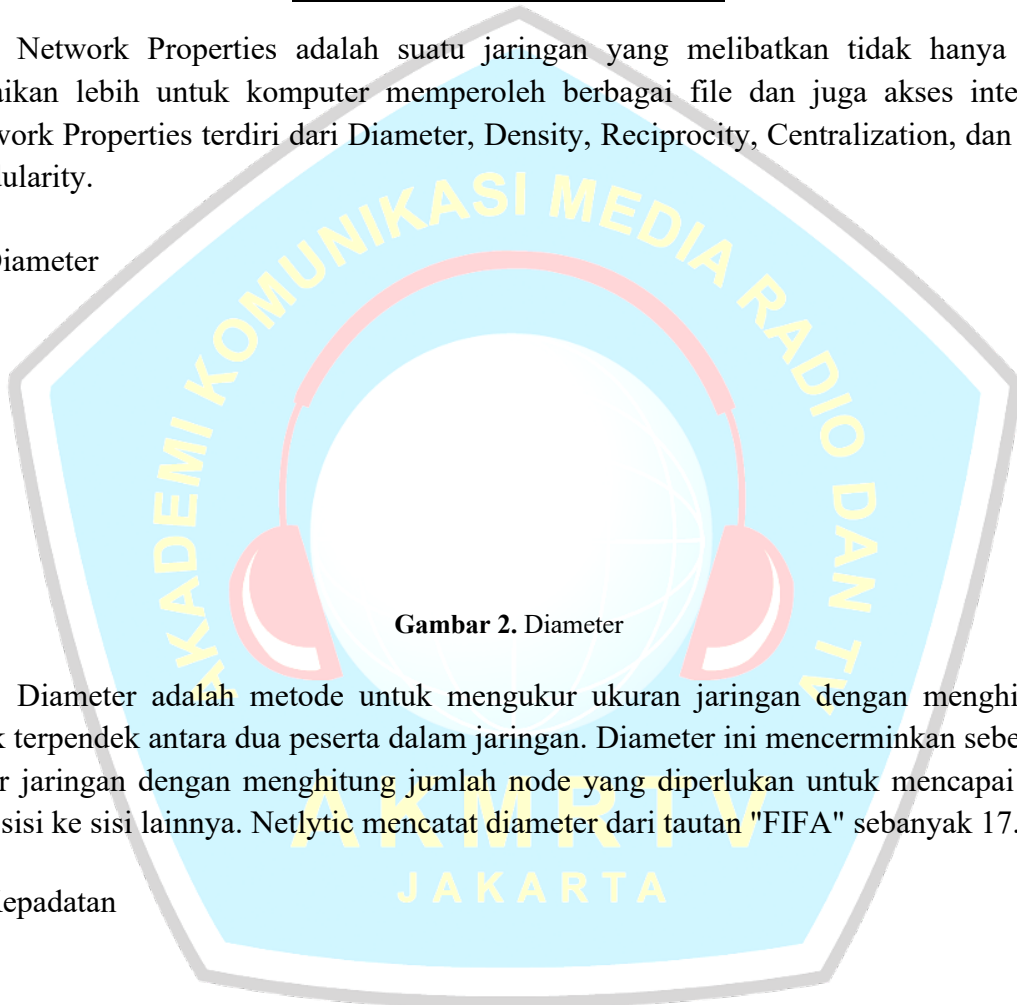 Network Properties adalah suatu jaringan yang melibatkan tidak hanya
aikan lebih untuk komputer memperoleh berbagai file dan juga akses inte
work Properties terdiri dari Diameter, Density, Reciprocity, Centralization, dan
dularity.
Diameter
AKADEMI KOMUNIKASI MEDIA RADIO DAN TV
Gambar 2. Diameter
Diameter adalah metode untuk mengukur ukuran jaringan dengan menghi
k terpendek antara dua peserta dalam jaringan. Diameter ini mencerminkan sebe
r jaringan dengan menghitung jumlah node yang diperlukan untuk mencapai
sisi ke sisi lainnya. Netlytic mencatat diameter dari tautan "FIFA" sebanyak 17.
AKMRTV
JAKARTA
Kepadatan